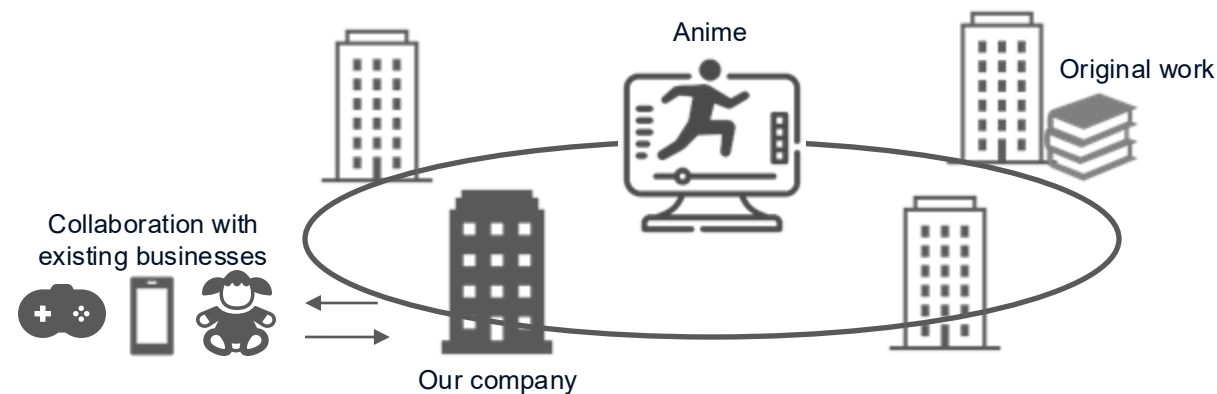 Anime
Original work
Collaboration with
existing businesses
Our company